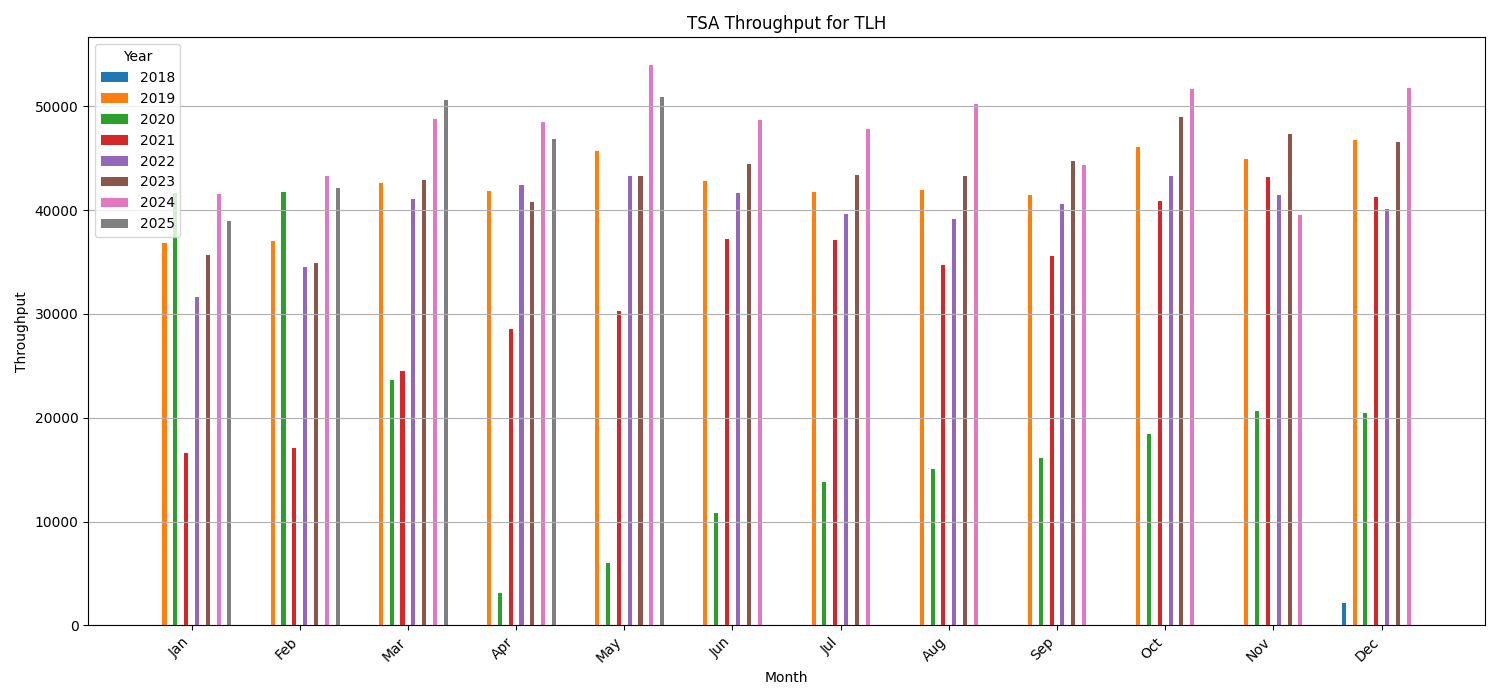 TSA Throughput for TLH
Year
2018
2019
2020
2021
2022
2023
2024
2025
Throughput
50000
40000
30000
20000
10000
0
Jan
Feb
Mar
Apr
May
Jun
Jul
Aug
Sep
Oct
Nov
Dec
Month